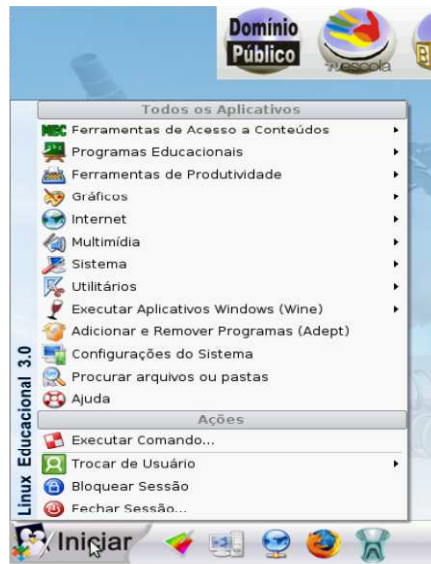 Domínio
Público
TVescola
Todos os Aplicativos
MEC Ferramentas de Acesso a Conteúdos
Programas Educacionais
Ferramentas de Produtividade
Gráficos
Internet
Multimídia
Sistema
Utilitários
Executar Aplicativos Windows (Wine)
Adicionar e Remover Programas (Adept)
Configurações do Sistema
Procurar arquivos ou pastas
Ajuda
Ações
Executar Comando...
Trocar de Usuário
Bloquear Sessão
Fechar Sessão...
Linux Educacional 3.0
Iniciar